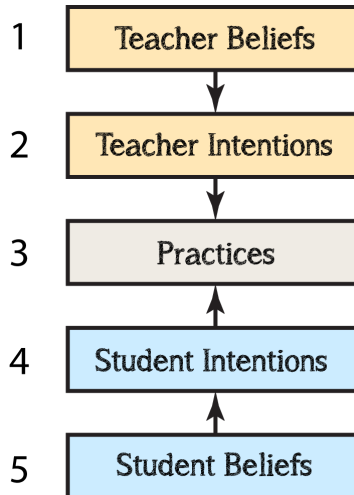 1 Teacher Beliefs
2 Teacher Intentions
3 Practices
4 Student Intentions
5 Student Beliefs